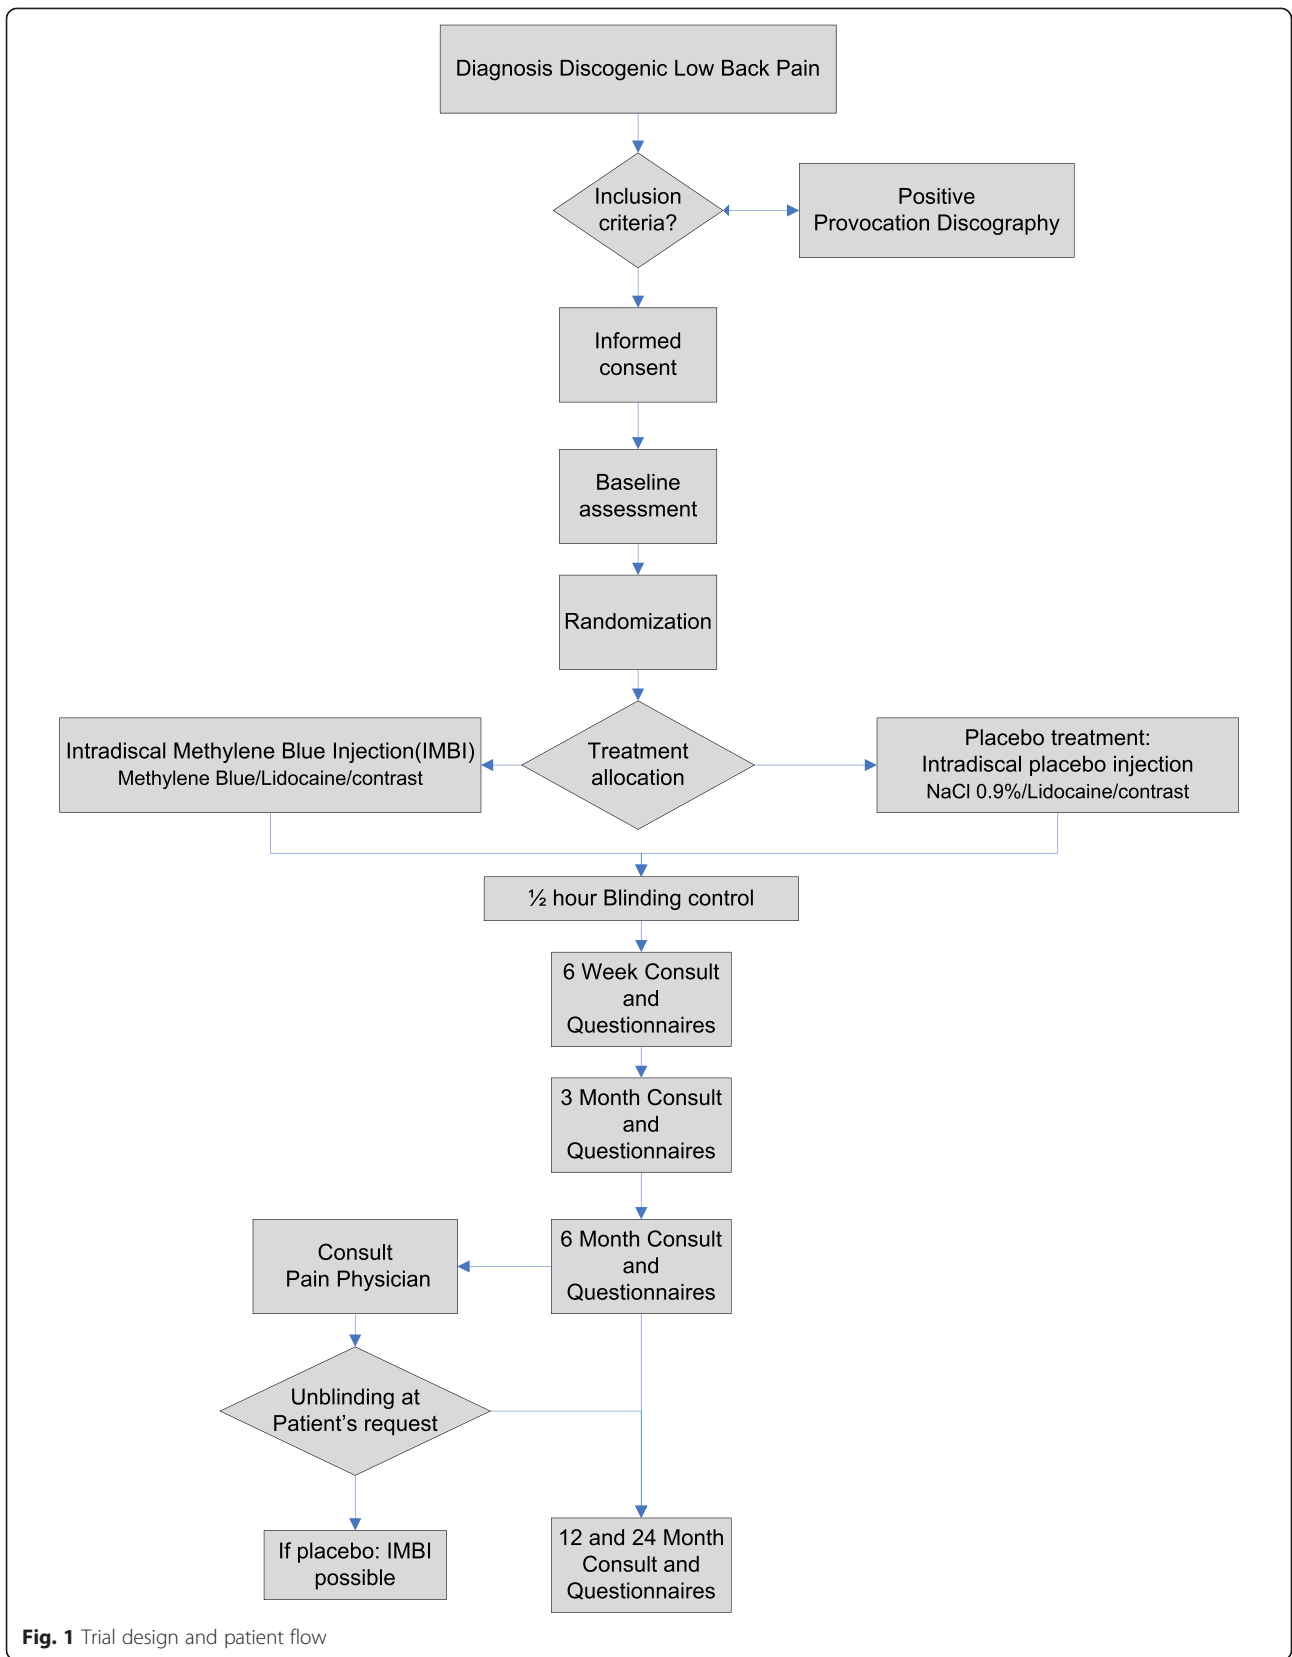 Diagnosis Discogenic Low Back Pain
Inclusion
criteria?
Positive
Provocation Discography
Informed
consent
Baseline
assessment
Randomization
Intradiscal Methylene Blue Injection(IMBI)
Methylene Blue/Lidocaine/contrast
Treatment
allocation
Placebo treatment:
Intradiscal placebo injection
NaCl 0.9%/Lidocaine/contrast
½ hour Blinding control
6 Week Consult
and
Questionnaires
3 Month Consult
and
Questionnaires
6 Month Consult
and
Questionnaires
Consult
Pain Physician
Unblinding at
Patient’s request
If placebo: IMBI
possible
12 and 24 Month
Consult and
Questionnaires
Fig. 1 Trial design and patient flow